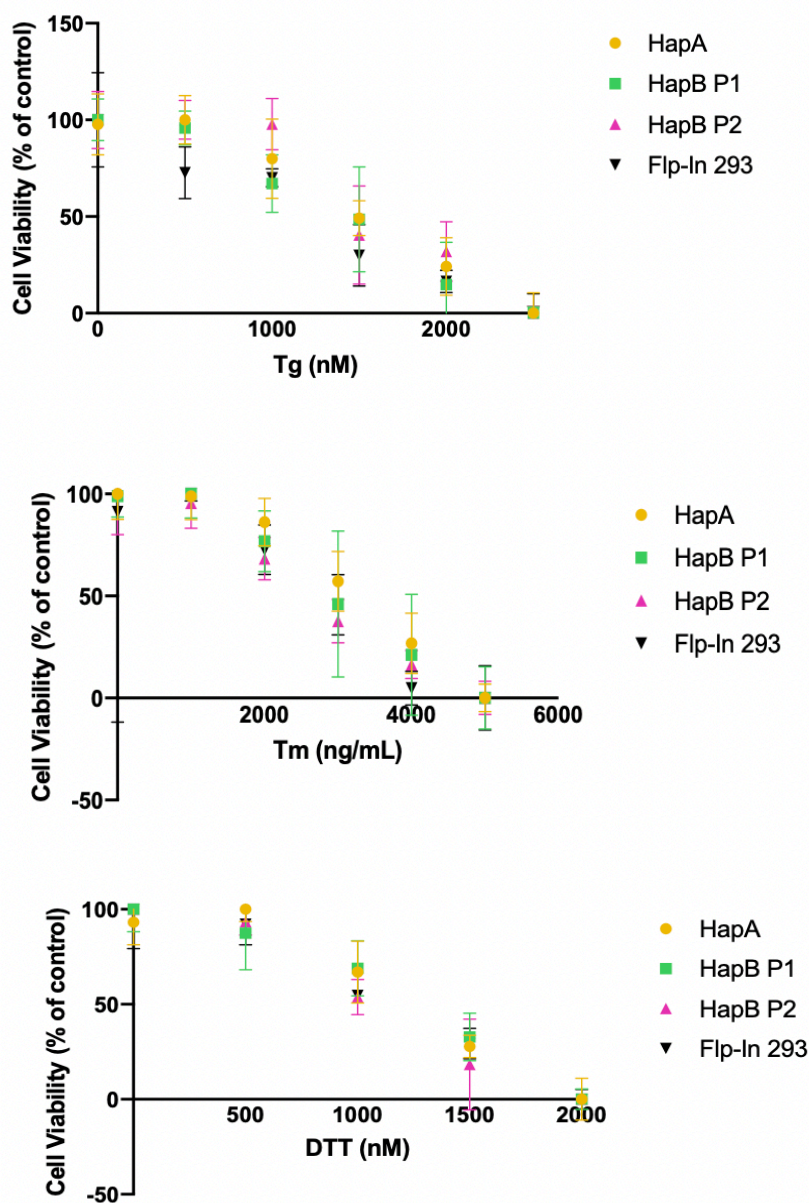 Cell Viability (% of control)
150
100
50
0
0
1000
2000
Tg (nM)
HapA
HapB P1
HapB P2
Flp-In 293
Cell Viability (% of control)
100
50
0
-50
2000
4000
6000
Tm (ng/mL)
HapA
HapB P1
HapB P2
Flp-In 293
Cell Viability (% of control)
100
50
0
-50
500
1000
1500
2000
DTT (nM)
HapA
HapB P1
HapB P2
Flp-In 293